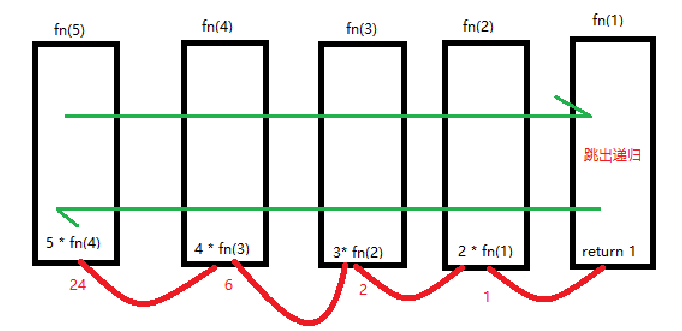 fn(5)
fn(4)
fn(3)
fn(2)
fn(1)
跳出递归
5 * fn(4)
4 * fn(3)
3* fn(2)
2 * fn(1)
return 1
24
6
2
1